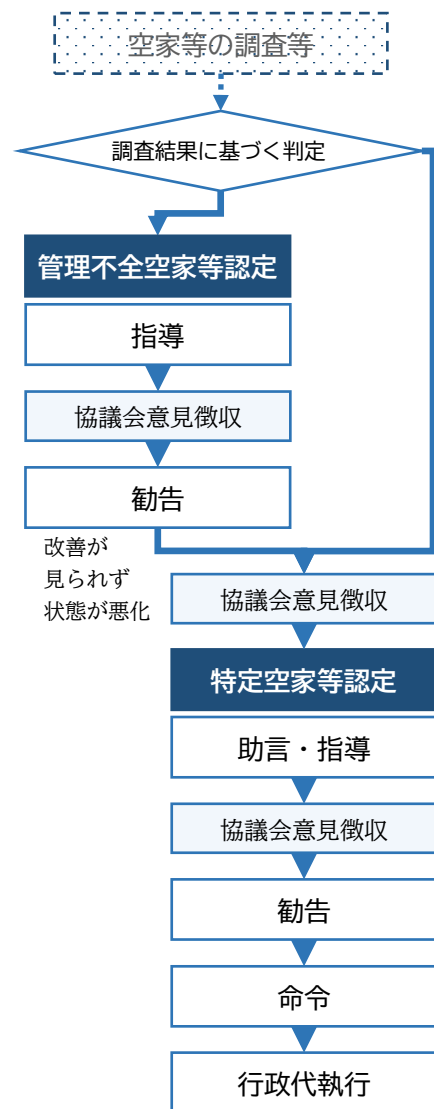 空家等の調査等
調査結果に基づく判定
管理不全空家等認定
指導
協議会意見徴収
勧告
改善が
見られず
状態が悪化
協議会意見徴収
特定空家等認定
助言・指導
協議会意見徴収
勧告
命令
行政代執行